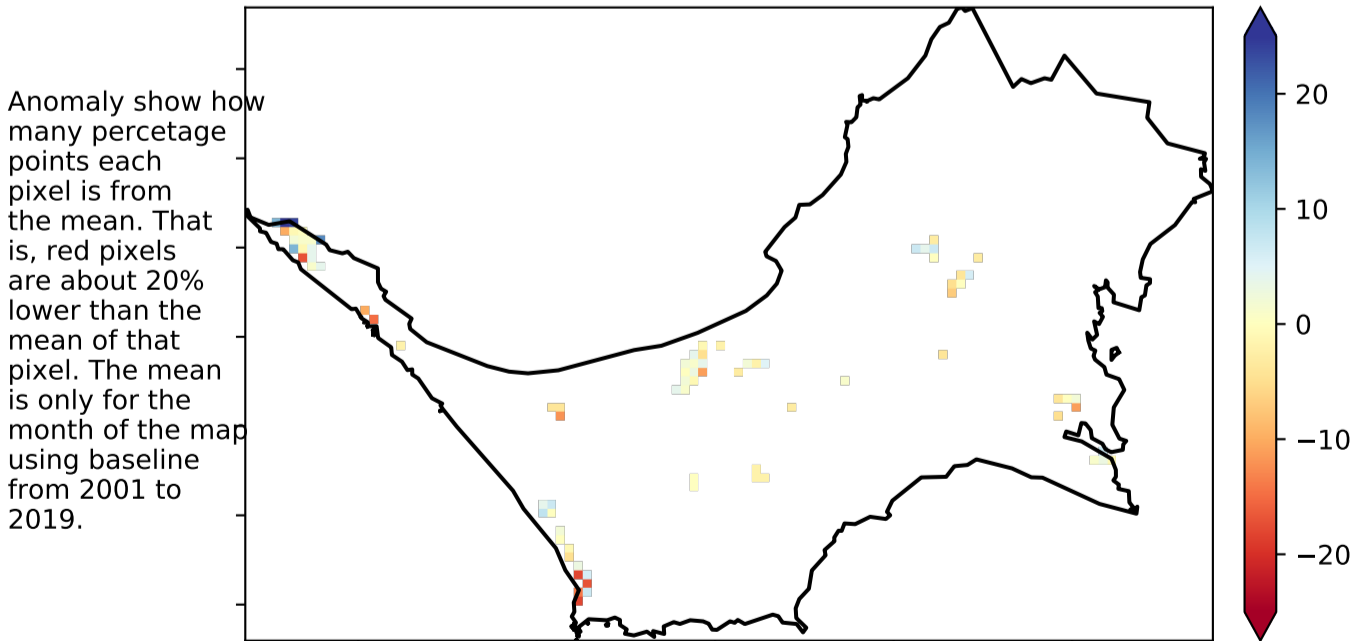 Anomaly show how
many percetage
points each
pixel is from
the mean. That
is, red pixels
are about 20%
lower than the
mean of that
pixel. The mean
is only for the
month of the map
using baseline
from 2001 to
2019.
20
10
0
−10
−20